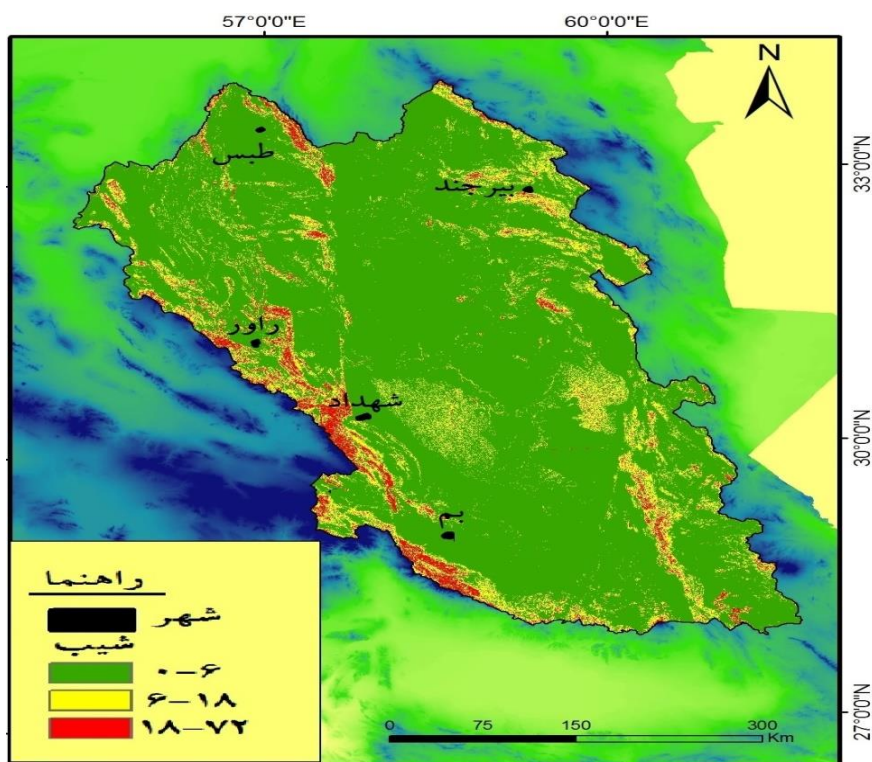 57°0'0"E
60°0'0"E
N
33°0'0"N
30°0'0"N
27°0'0"N
طبس
بیرجند
راور
شهداد
بم
راهنما
شهر
شیب
۰-۶
۶-۱۸
۱۸-۷۲
0 75 150 300
Km